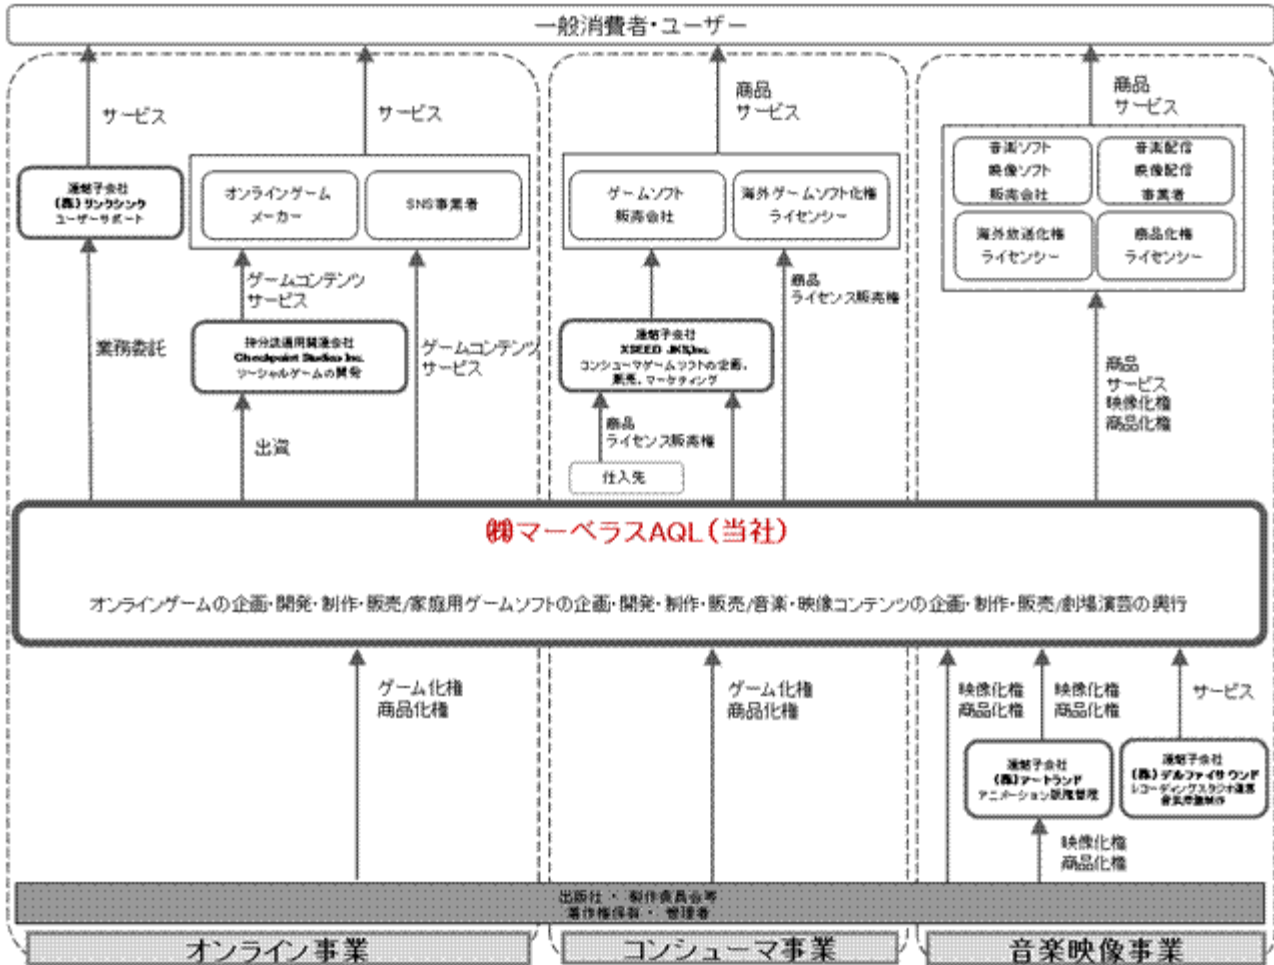 一般消費者・ユーザー
サービス
サービス
商品
サービス
商品
サービス
連結子会社
(株)リンクシンク
ユーザーサポート
オンラインゲーム
メーカー
SNS事業者
ゲームソフト
販売会社
海外ゲームソフト化権
ライセンシー
音楽ソフト
映像ソフト
販売会社
音楽配信
映像配信
事業者
海外放送化権
ライセンシー
商品化権
ライセンシー
業務委託
ゲームコンテンツ
サービス
持分法適用関連会社
Checkpoint Studios Inc.
ソーシャルゲームの開発
出資
ゲームコンテンツ
サービス
連結子会社
XSEED JKS,Inc.
コンシューマゲームソフトの企画、
販売、マーケティング
商品
ライセンス販売権
商品
ライセンス販売権
仕入先
商品
サービス
映像化権
商品化権
㈱マーベラスAQL(当社)
オンラインゲームの企画・開発・制作・販売/家庭用ゲームソフトの企画・開発・制作・販売/音楽・映像コンテンツの企画・制作・販売/劇場演芸の興行
ゲーム化権
商品化権
ゲーム化権
商品化権
映像化権
商品化権
映像化権
商品化権
サービス
連結子会社
(株)アートランド
アニメーション版権管理
連結子会社
(株)デルファイサウンド
レコーディングスタジオ運営
音楽原盤制作
映像化権
商品化権
出版社・製作委員会等
著作権保有・管理者
オンライン事業
コンシューマ事業
音楽映像事業